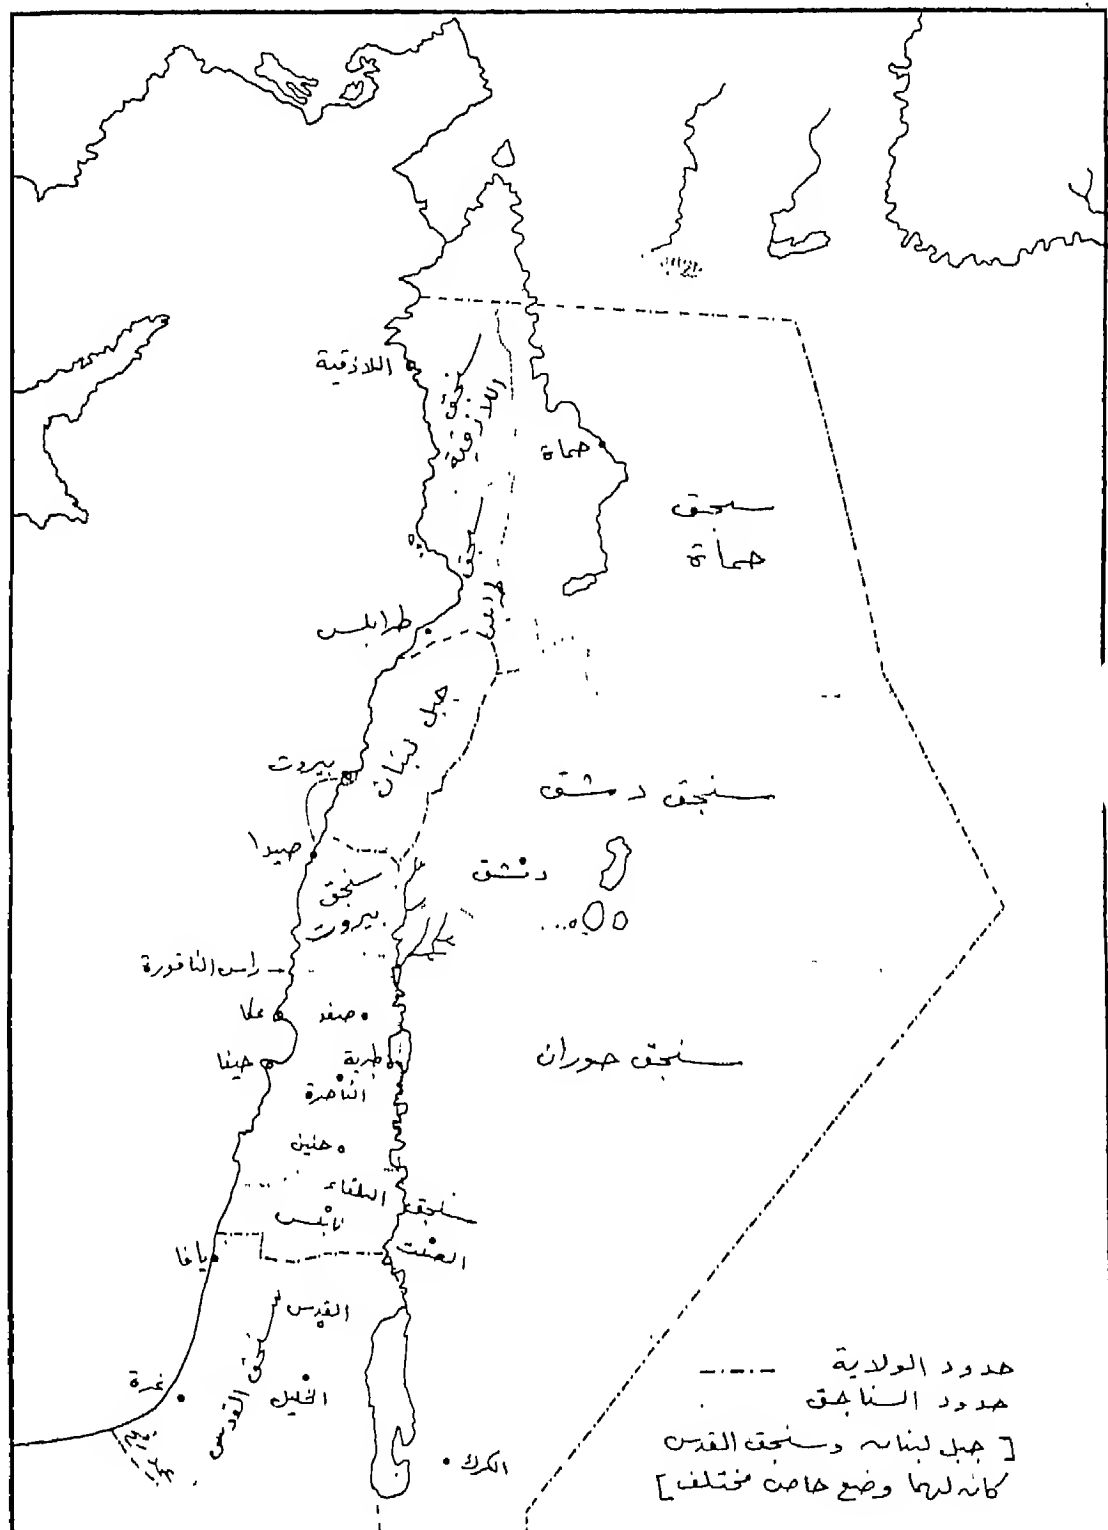 اللاذقية
سنجق
اللاذقية
حماة
سنجق
حماة
سنجق
طرابلس
طرابلس
جبل لبنان
بيروت
سنجق دمشق
صيدا
دمشق
سنجق
بيروت
راس الناقورة
عكا
صفد
حيفا
طبرية
سنجق حوران
الناصرة
جنين
سنجق
البلقاء
نابلس
يافا
الصلت
القدس
سنجق القدس
غزة
الخليل
الكرك
حدود الولاية
حدود السناجق
[ جبل لبنان وسنجق القدس
كان لهما وضع خاص مختلف ]